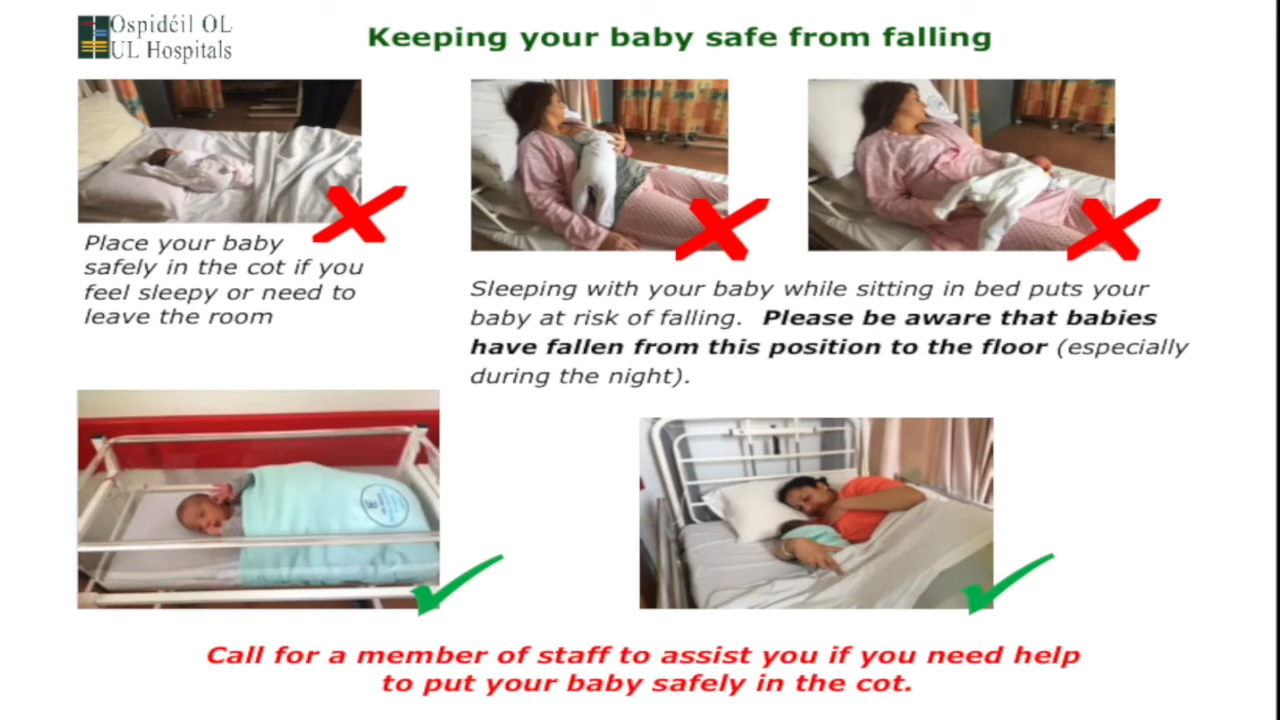 Ospidéil OL
UL Hospitals
Keeping your baby safe from falling
Place your baby
safely in the cot if you
feel sleepy or need to
leave the room
Sleeping with your baby while sitting in bed puts your
baby at risk of falling. Please be aware that babies
have fallen from this position to the floor (especially
during the night).
Call for a member of staff to assist you if you need help
to put your baby safely in the cot.